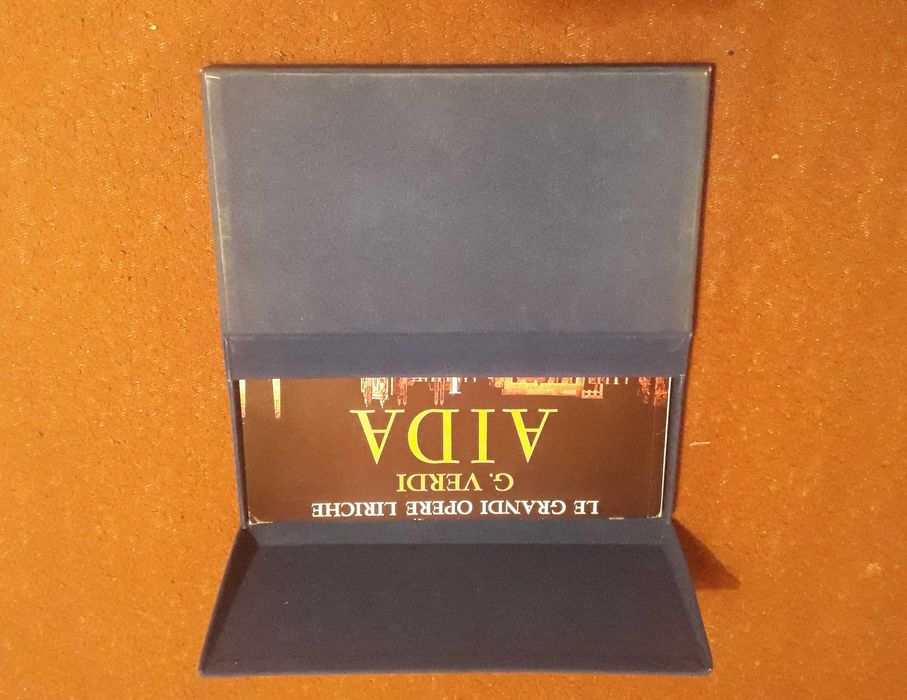 LE GRANDI OPERE LIRICHE
G. VERDI
AIDA